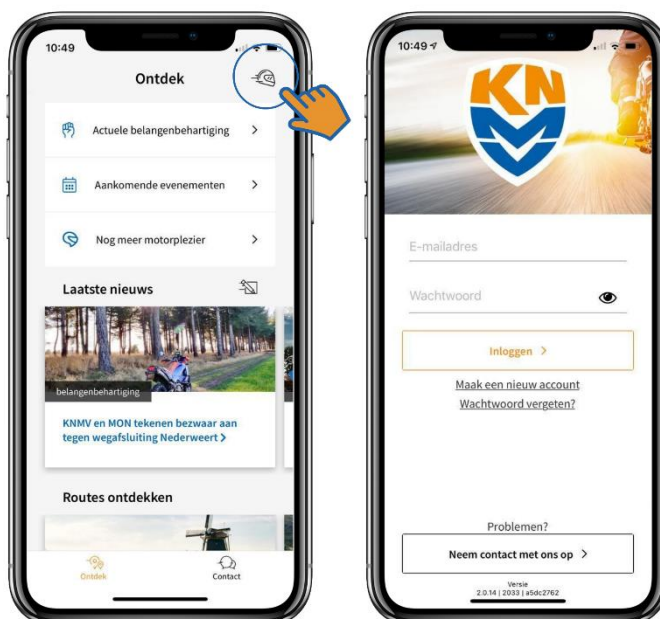 10:49
Ontdek
Actuele belangenbehartiging
Aankomende evenementen
Nog meer motorplezier
Laatste nieuws
belangenbehartiging
KNMV en MON tekenen bezwaar aan
tegen wegafsluiting Nederweert
Routes ontdekken
Ontdek
Contact
10:49
KN
MV
E-mailadres
Wachtwoord
Inloggen
Maak een nieuw account
Wachtwoord vergeten?
Problemen?
Neem contact met ons op
Versie
2.0.14 | 2033 | a5dc2762